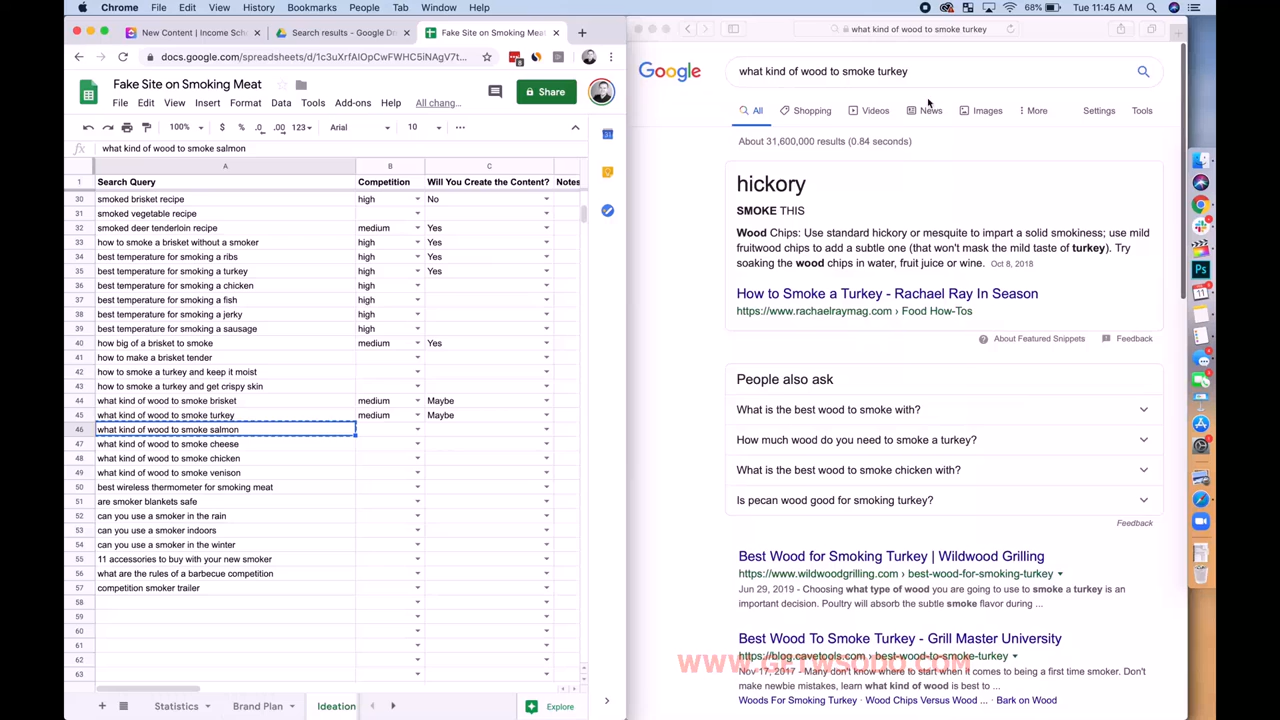 Chrome File Edit View History Bookmarks People Tab Window Help 68% Tue 11:45 AM
New Content | Income Sch
Search results - Google Do
Fake Site on Smoking Meat
docs.google.com/spreadsheets/d/1c3uXrfAIOpCwFWHC5iNAgV7t...
what kind of wood to smoke turkey
Fake Site on Smoking Meat
File Edit View Insert Format Data Tools Add-ons Help All chang...
Share
100% $ % .0 .00 123 Arial 10
fx what kind of wood to smoke salmon
A B C
1 Search Query Competition Will You Create the Content? Notes
30 smoked brisket recipe high No
31 smoked vegetable recipe
32 smoked deer tenderloin recipe medium Yes
33 how to smoke a brisket without a smoker high Yes
34 best temperature for smoking a ribs high Yes
35 best temperature for smoking a turkey high Yes
36 best temperature for smoking a chicken high
37 best temperature for smoking a fish high
38 best temperature for smoking a jerky high
39 best temperature for smoking a sausage high
40 how big of a brisket to smoke medium Yes
41 how to make a brisket tender
42 how to smoke a turkey and keep it moist
43 how to smoke a turkey and get crispy skin
44 what kind of wood to smoke brisket medium Maybe
45 what kind of wood to smoke turkey medium Maybe
46 what kind of wood to smoke salmon
47 what kind of wood to smoke cheese
48 what kind of wood to smoke chicken
49 what kind of wood to smoke venison
50 best wireless thermometer for smoking meat
51 are smoker blankets safe
52 can you use a smoker in the rain
53 can you use a smoker indoors
54 can you use a smoker in the winter
55 11 accessories to buy with your new smoker
56 what are the rules of a barbecue competition
57 competition smoker trailer
58
59
60
61
62
63
Statistics Brand Plan Ideation Explore
Google what kind of wood to smoke turkey
All Shopping Videos News Images More Settings Tools
About 31,600,000 results (0.84 seconds)
hickory
SMOKE THIS
Wood Chips: Use standard hickory or mesquite to impart a solid smokiness; use mild
fruitwood chips to add a subtle one (that won't mask the mild taste of turkey). Try
soaking the wood chips in water, fruit juice or wine. Oct 8, 2018
How to Smoke a Turkey - Rachael Ray In Season
https://www.rachaelraymag.com › Food How-Tos
About Featured Snippets Feedback
People also ask
What is the best wood to smoke with?
How much wood do you need to smoke a turkey?
What is the best wood to smoke chicken with?
Is pecan wood good for smoking turkey?
Feedback
Best Wood for Smoking Turkey | Wildwood Grilling
https://www.wildwoodgrilling.com › best-wood-for-smoking-turkey
Jun 29, 2019 - Choosing what type of wood you are going to use to smoke a turkey is an
important decision. Poultry will absorb the subtle smoke flavor during ...
Best Wood To Smoke Turkey - Grill Master University
https://blog.cavetools.com › best-wood-to-smoke-turkey
WWW.GETWSODO.COM
Nov 17, 2017 - Many don't know where to start when it comes to being a first time smoker. Don't
make newbie mistakes, learn what kind of wood is best to ...
Woods For Smoking Turkey · Wood Chips Versus Wood ... · Bark on Wood